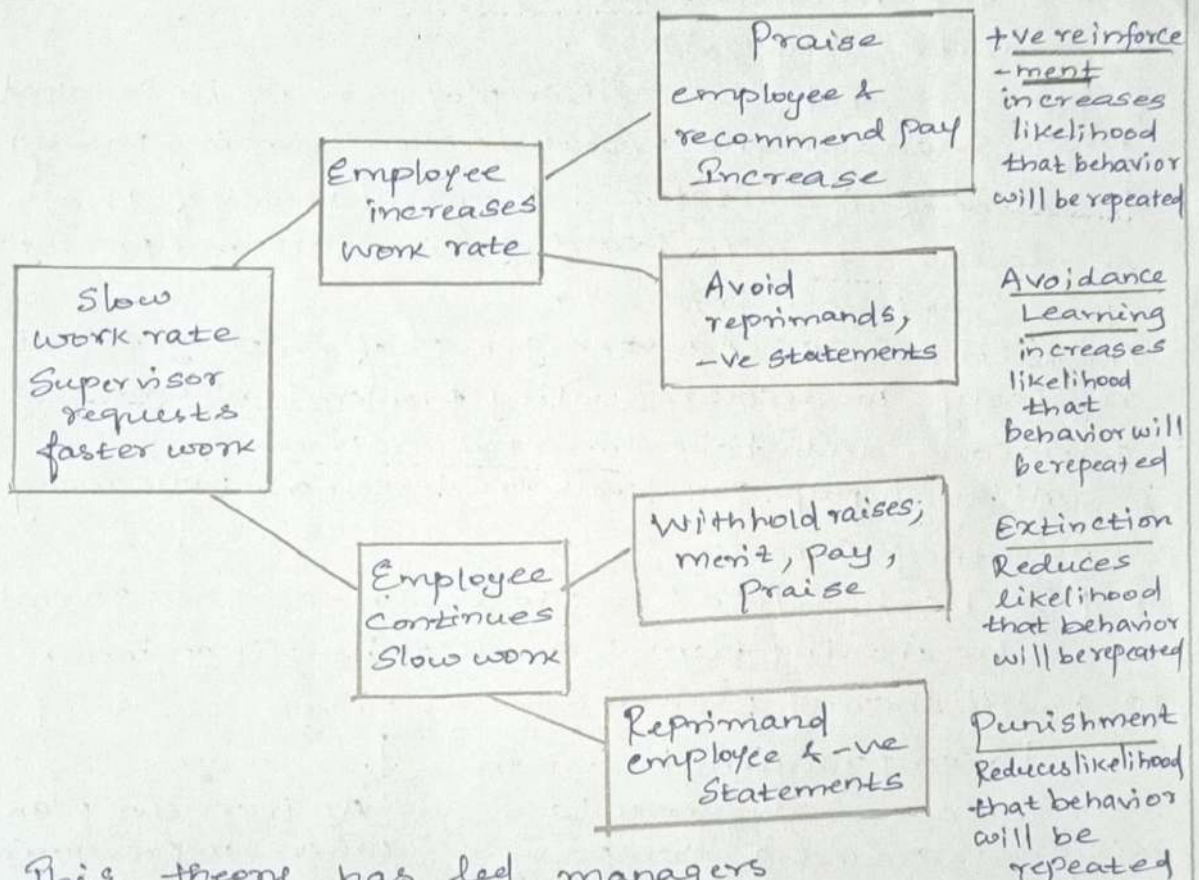 Praise
employee &
recommend pay
Increase
+ve reinforce
-ment
increases
likelihood
that behavior
will be repeated
Employee
increases
work rate
Avoid
reprimands,
-ve statements
Avoidance
Learning
increases
likelihood
that
behavior will
be repeated
Slow
work rate
Supervisor
requests
faster work
Withhold raises;
merit, pay,
Praise
Extinction
Reduces
likelihood
that behavior
will be repeated
Employee
Continues
Slow work
Reprimand
employee & -ve
Statements
Punishment
Reduces likelihood
that behavior
will be
repeated
This theory has led managers